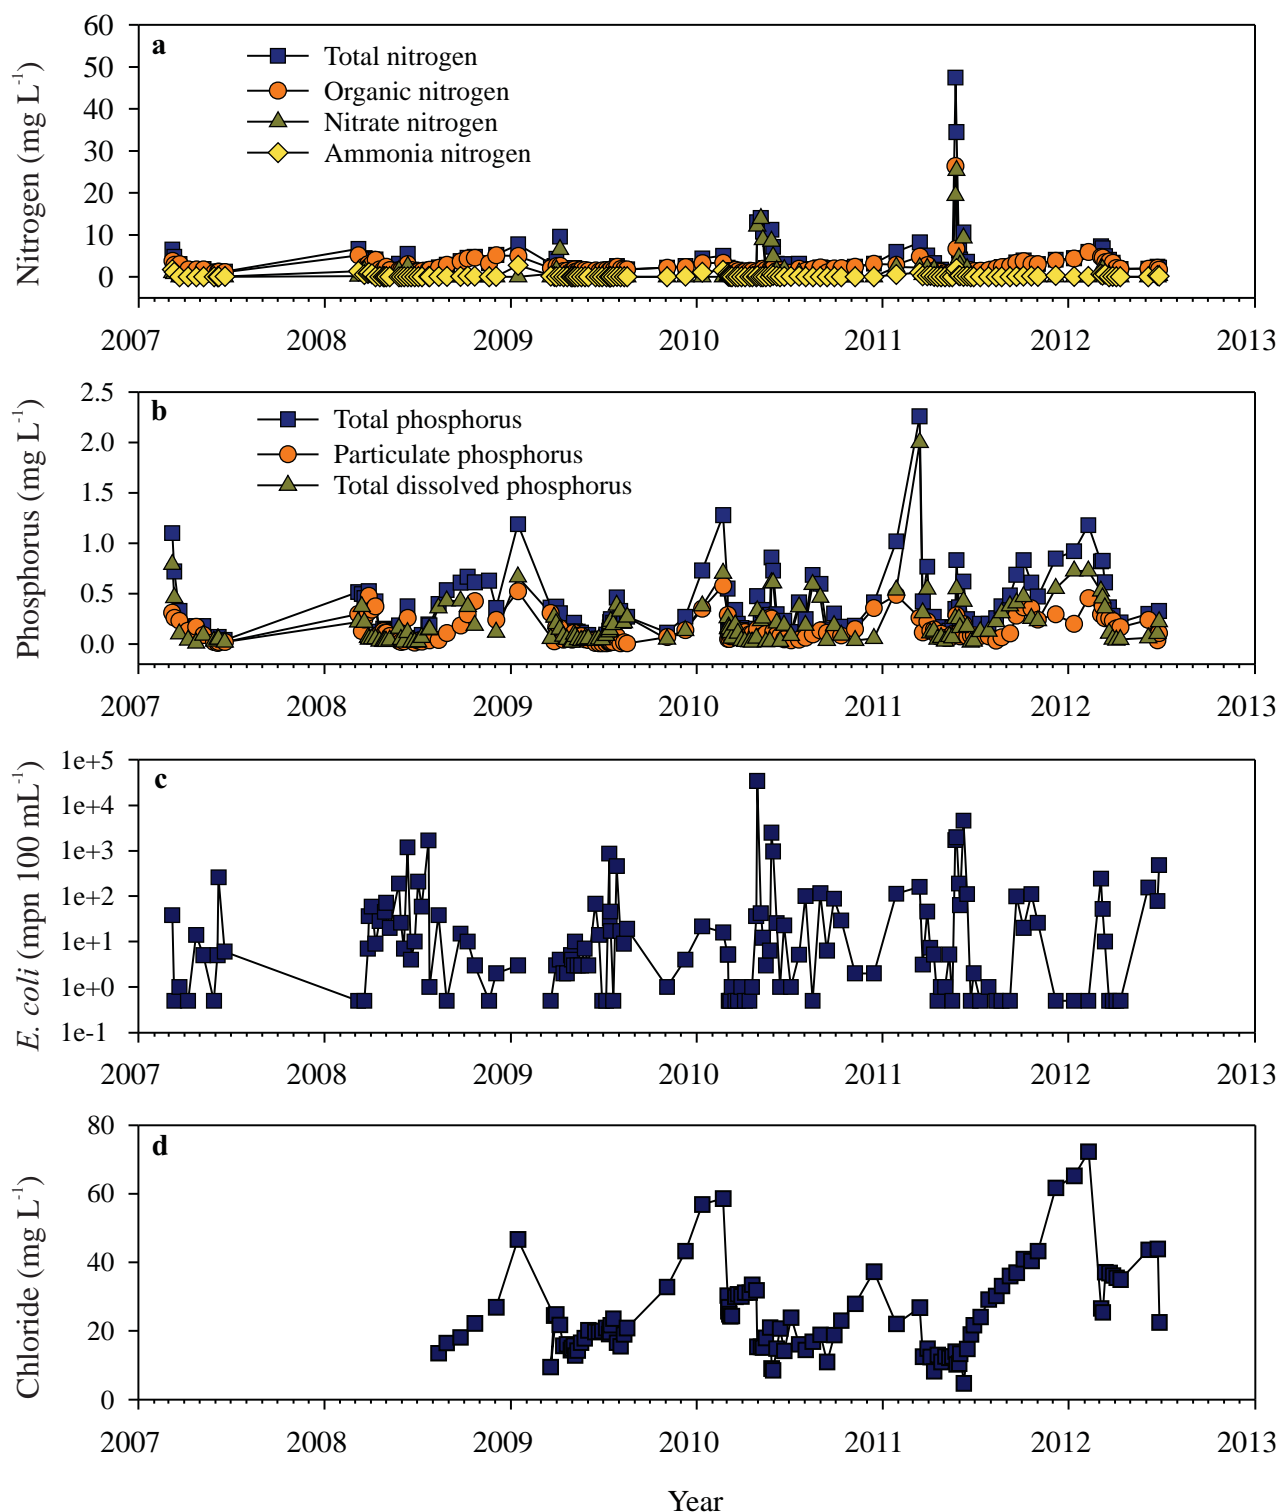 a
Total nitrogen
Organic nitrogen
Nitrate nitrogen
Ammonia nitrogen
Nitrogen (mg L⁻¹)
60
50
40
30
20
10
0
2007 2008 2009 2010 2011 2012 2013
b
Total phosphorus
Particulate phosphorus
Total dissolved phosphorus
Phosphorus (mg L⁻¹)
2.5
2.0
1.5
1.0
0.5
0.0
2007 2008 2009 2010 2011 2012 2013
c
E. coli (mpn 100 mL⁻¹)
1e+5
1e+4
1e+3
1e+2
1e+1
1e+0
1e-1
2007 2008 2009 2010 2011 2012 2013
d
Chloride (mg L⁻¹)
80
60
40
20
0
2007 2008 2009 2010 2011 2012 2013
Year